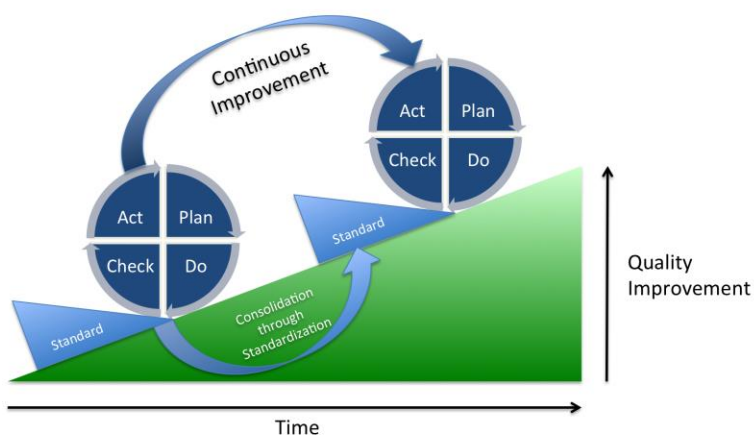 Continuous
Improvement
Act
Plan
Check
Do
Act
Plan
Check
Do
Standard
Standard
Consolidation
through
Standardization
Quality
Improvement
Time